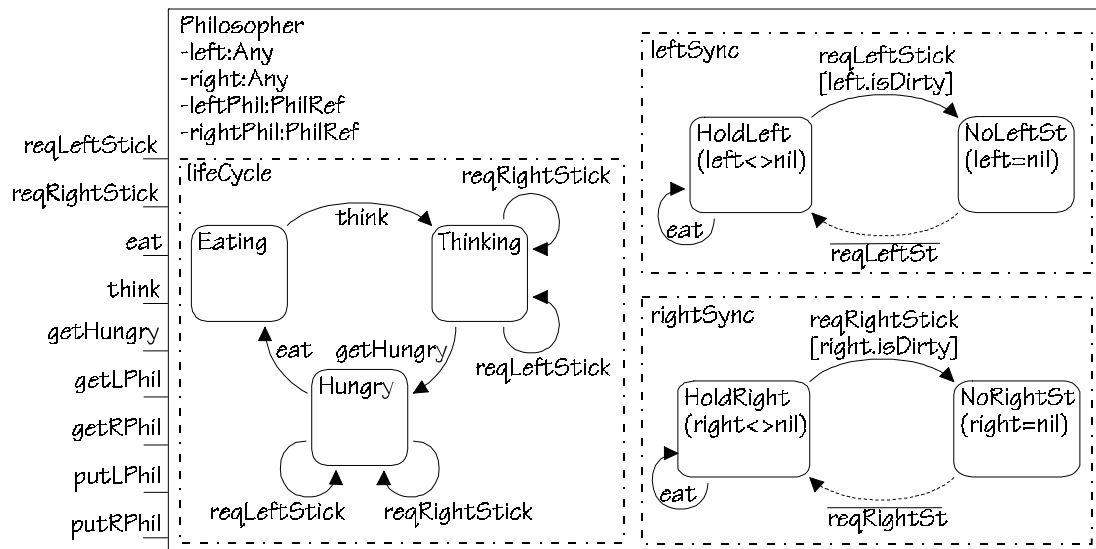 Philosopher
-left:Any
-right:Any
-leftPhil:PhilRef
-rightPhil:PhilRef
reqLeftStick
reqRightStick
eat
think
getHungry
getLPhil
getRPhil
putLPhil
putRPhil
lifeCycle
reqRightStick
think
Eating
Thinking
eat
getHungry
reqLeftStick
Hungry
reqLeftStick
reqRightStick
leftSync
reqLeftStick
[left.isDirty]
HoldLeft
(left<>nil)
NoLeftSt
(left=nil)
eat
reqLeftSt
rightSync
reqRightStick
[right.isDirty]
HoldRight
(right<>nil)
NoRightSt
(right=nil)
eat
reqRightSt